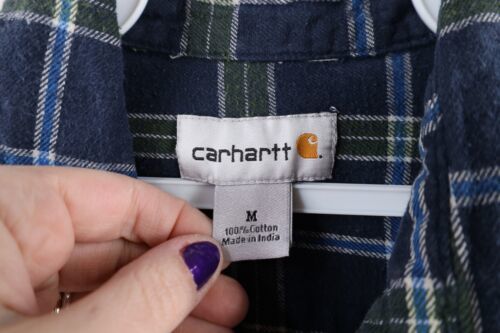 carhartt
M
100% Cotton
Made in India